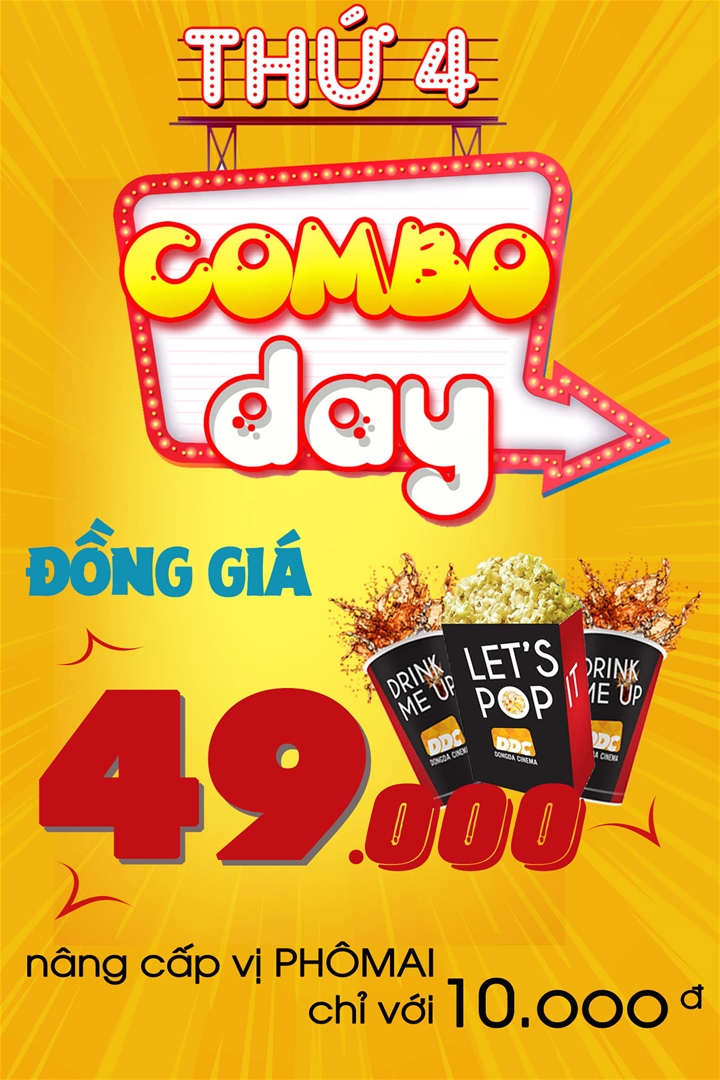 THỨ 4
COMBO
day
ĐỒNG GIÁ
49.000
DRINK
ME UP
DDC
DONGDA CINEMA
LET'S
POP
IT
DDC
DONGDA CINEMA
DRINK
ME UP
DDC
DONGDA CINEMA
nâng cấp vị PHÔMAI
chỉ với 10.000 đ